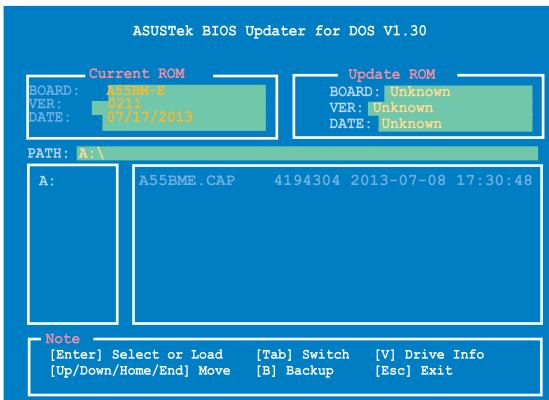 ASUSTek BIOS Updater for DOS V1.30
Current ROM
BOARD: A55BM-E
VER: 0211
DATE: 07/17/2013
Update ROM
BOARD: Unknown
VER: Unknown
DATE: Unknown
PATH: A:\
A:
A55BME.CAP 4194304 2013-07-08 17:30:48
Note
[Enter] Select or Load [Tab] Switch [V] Drive Info
[Up/Down/Home/End] Move [B] Backup [Esc] Exit